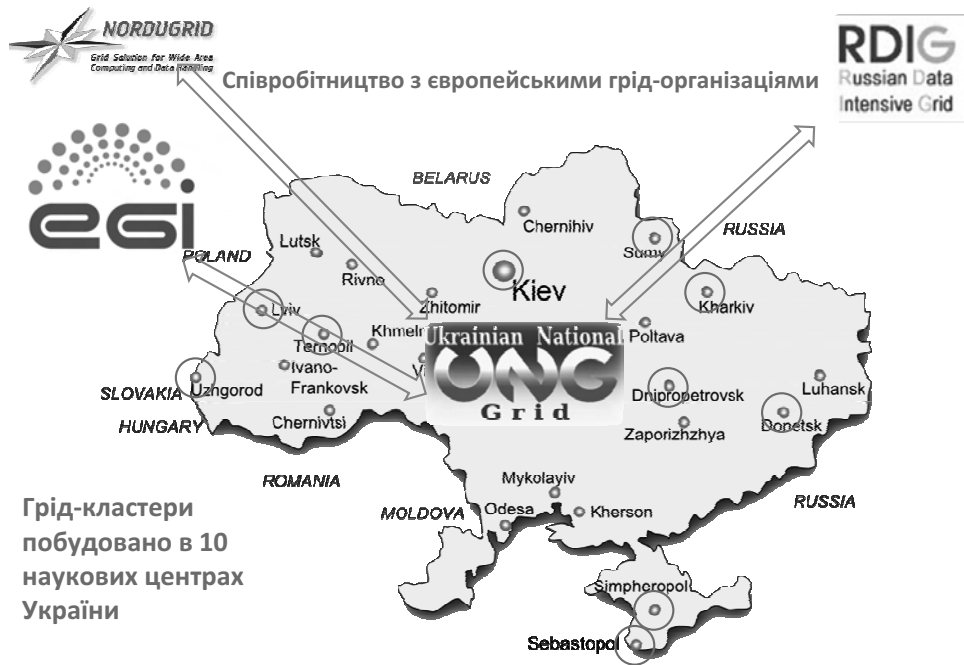 NORDUGRID
Grid Solution for Wide Area
Computing and Data Handling
Співробітництво з європейськими грід-організаціями
RDIG
Russian Data
Intensive Grid
egi
BELARUS
Chernihiv
RUSSIA
Lutsk
Sumy
POLAND
Rivno
Kiev
Zhitomir
Kharkiv
Lviv
Ternopil
Ukrainian National
Poltava
UNG
Grid
Ivano-
Frankovsk
Luhansk
SLOVAKIA
Uzhgorod
Dnipropetrovsk
HUNGARY
Chernivtsi
Zaporizhzhya
Donetsk
ROMANIA
Mykolayiv
RUSSIA
MOLDOVA
Odesa
Kherson
Грід-кластери
побудовано в 10
наукових центрах
України
Simpheropol
Sebastopol